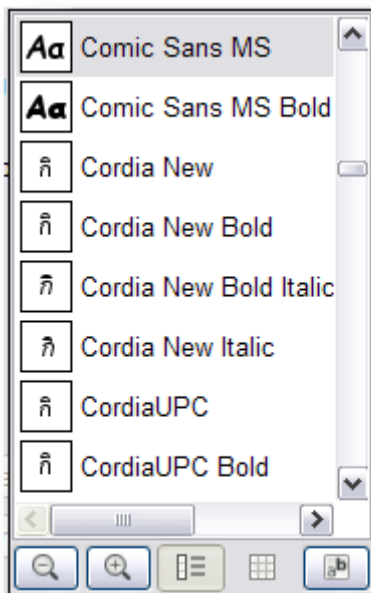 Aa Comic Sans MS
Aa Comic Sans MS Bold
กิ Cordia New
กิ Cordia New Bold
กิ Cordia New Bold Italic
กิ Cordia New Italic
กิ CordiaUPC
กิ CordiaUPC Bold
ab